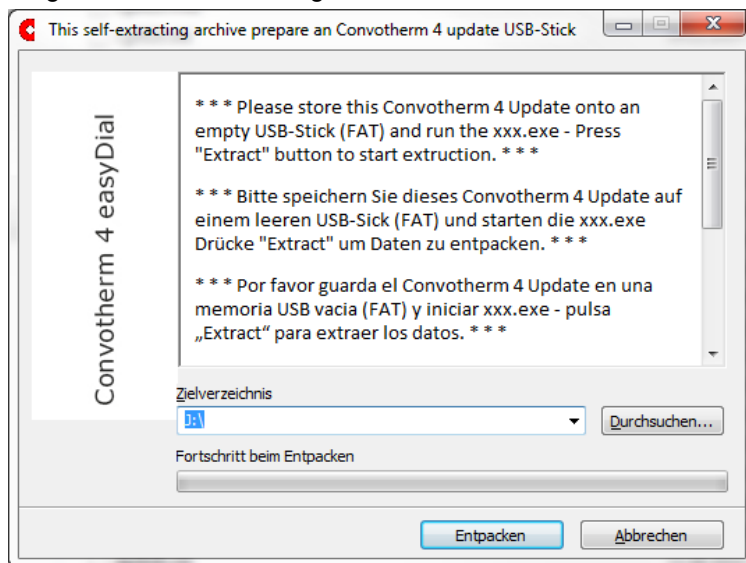 This self-extracting archive prepare an Convotherm 4 update USB-Stick
Convotherm 4 easyDial
* * * Please store this Convotherm 4 Update onto an
empty USB-Stick (FAT) and run the xxx.exe - Press
"Extract" button to start extruction. * * *
* * * Bitte speichern Sie dieses Convotherm 4 Update auf
einem leeren USB-Sick (FAT) und starten die xxx.exe
Drücke "Extract" um Daten zu entpacken. * * *
* * * Por favor guarda el Convotherm 4 Update en una
memoria USB vacia (FAT) y iniciar xxx.exe - pulsa
„Extract“ para extraer los datos. * * *
Zielverzeichnis
J:\
Durchsuchen...
Fortschritt beim Entpacken
Entpacken
Abbrechen